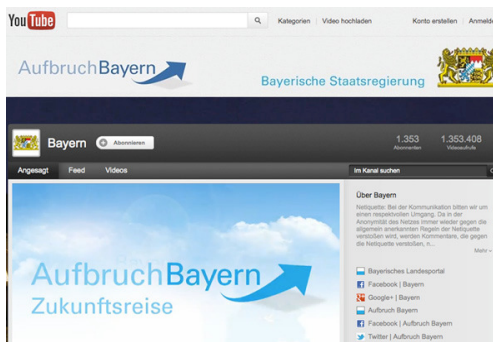 YouTube
Kategorien
Video hochladen
Konto erstellen
Anmelde
AufbruchBayern
Bayerische Staatsregierung
Bayern
Abonnieren
1.353
Abonnenten
1.353.408
Videoaufrufe
Angesagt
Feed
Videos
Im Kanal suchen
Über Bayern
Netiquette: Bei der Kommunikation bitten wir um
einen respektvollen Umgang. Da in der
Anonymität des Netzes immer wieder gegen die
allgemein anerkannten Regeln der Netiquette
verstoßen wird, werden Kommentare, die gegen
die Netiquette verstoßen, n...
Mehr
AufbruchBayern
Zukunftsreise
Bayerisches Landesportal
Facebook | Bayern
Google+ | Bayern
Aufbruch Bayern
Facebook | Aufbruch Bayern
Twitter | Aufbruch Bayern